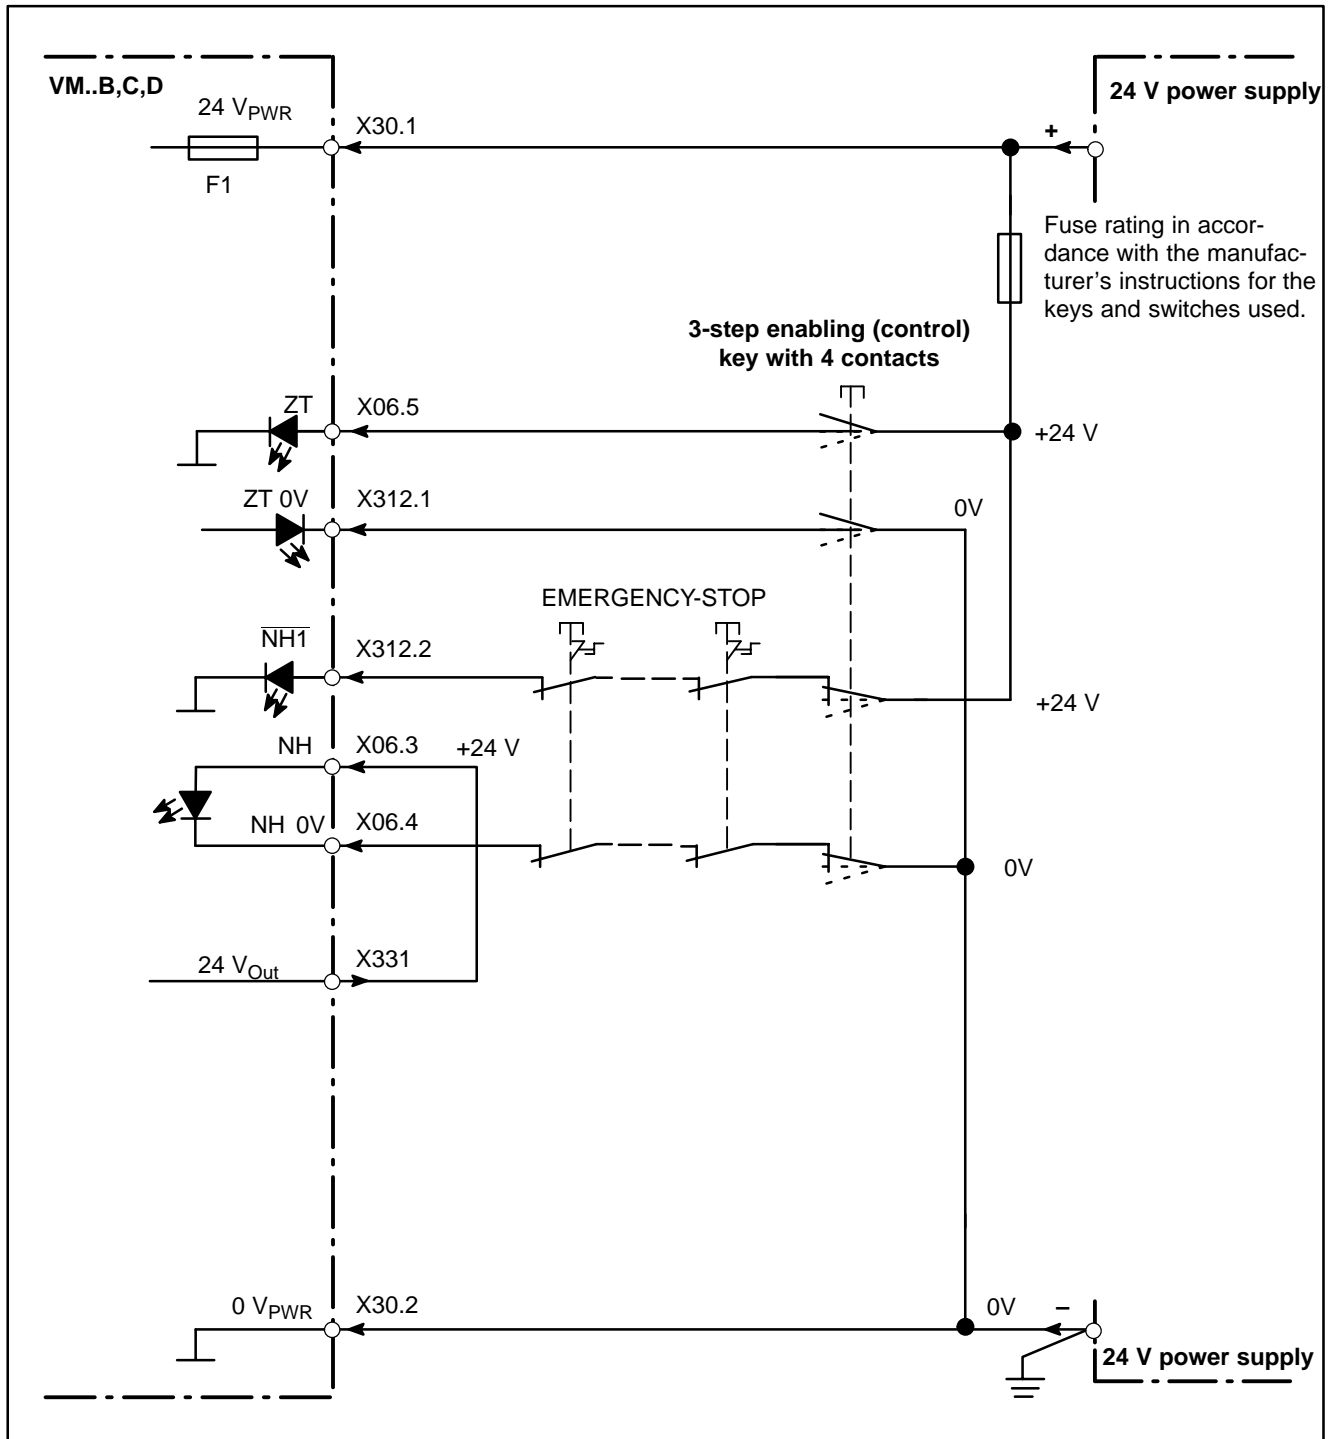 VM..B,C,D
24 V power supply
24 VPWR
X30.1
+
F1
Fuse rating in accor-
dance with the manufac-
turer's instructions for the
keys and switches used.
3-step enabling (control)
key with 4 contacts
ZT
X06.5
+24 V
ZT 0V
X312.1
0V
EMERGENCY-STOP
N̅H̅1̅
X312.2
+24 V
NH
X06.3
+24 V
NH 0V
X06.4
0V
24 VOut
X331
0 VPWR
X30.2
0V
–
24 V power supply